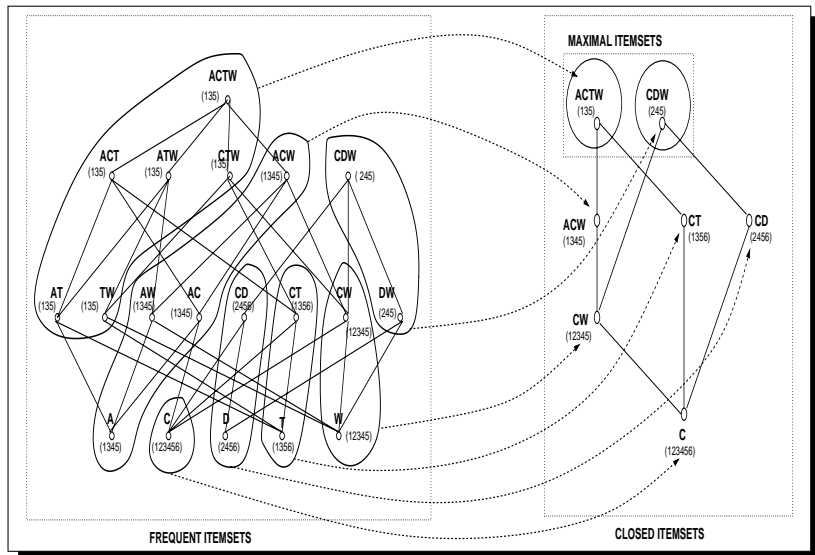 MAXIMAL ITEMSETS
ACTW
(135)
ACTW
(135)
CDW
(245)
ACT
(135)
ATW
(135)
CTW
(135)
ACW
(1345)
CDW
( 245)
ACW
(1345)
CT
(1356)
CD
(2456)
AT
(135)
TW
(135)
AW
(1345)
AC
(1345)
CD
(2456)
CT
(1356)
CW
(12345)
DW
(245)
CW
(12345)
A
(1345)
C
(123456)
D
(2456)
T
(1356)
W
(12345)
C
(123456)
FREQUENT ITEMSETS
CLOSED ITEMSETS